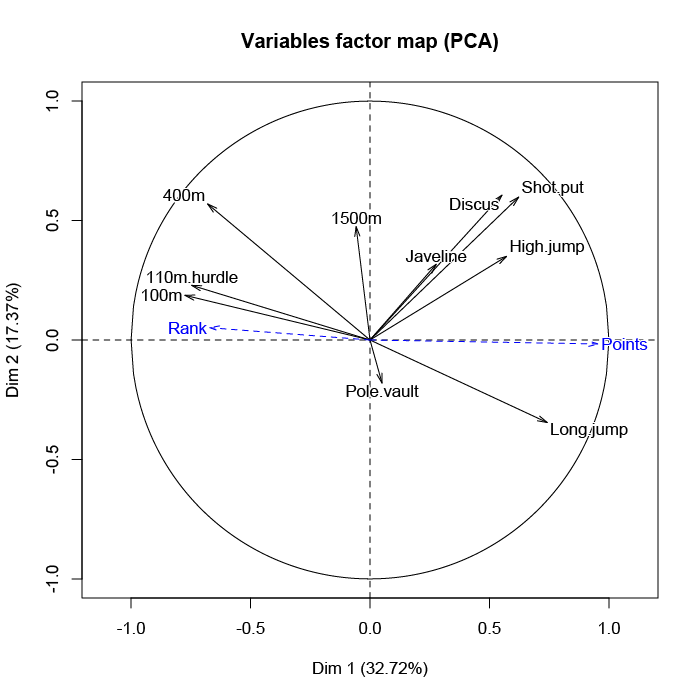 Variables factor map (PCA)
1.0
0.5
0.0
-0.5
-1.0
Dim 2 (17.37%)
400m
1500m
Discus
Shot.put
High.jump
Javeline
110m.hurdle
100m
Rank
Points
Pole.vault
Long.jump
-1.0
-0.5
0.0
0.5
1.0
Dim 1 (32.72%)